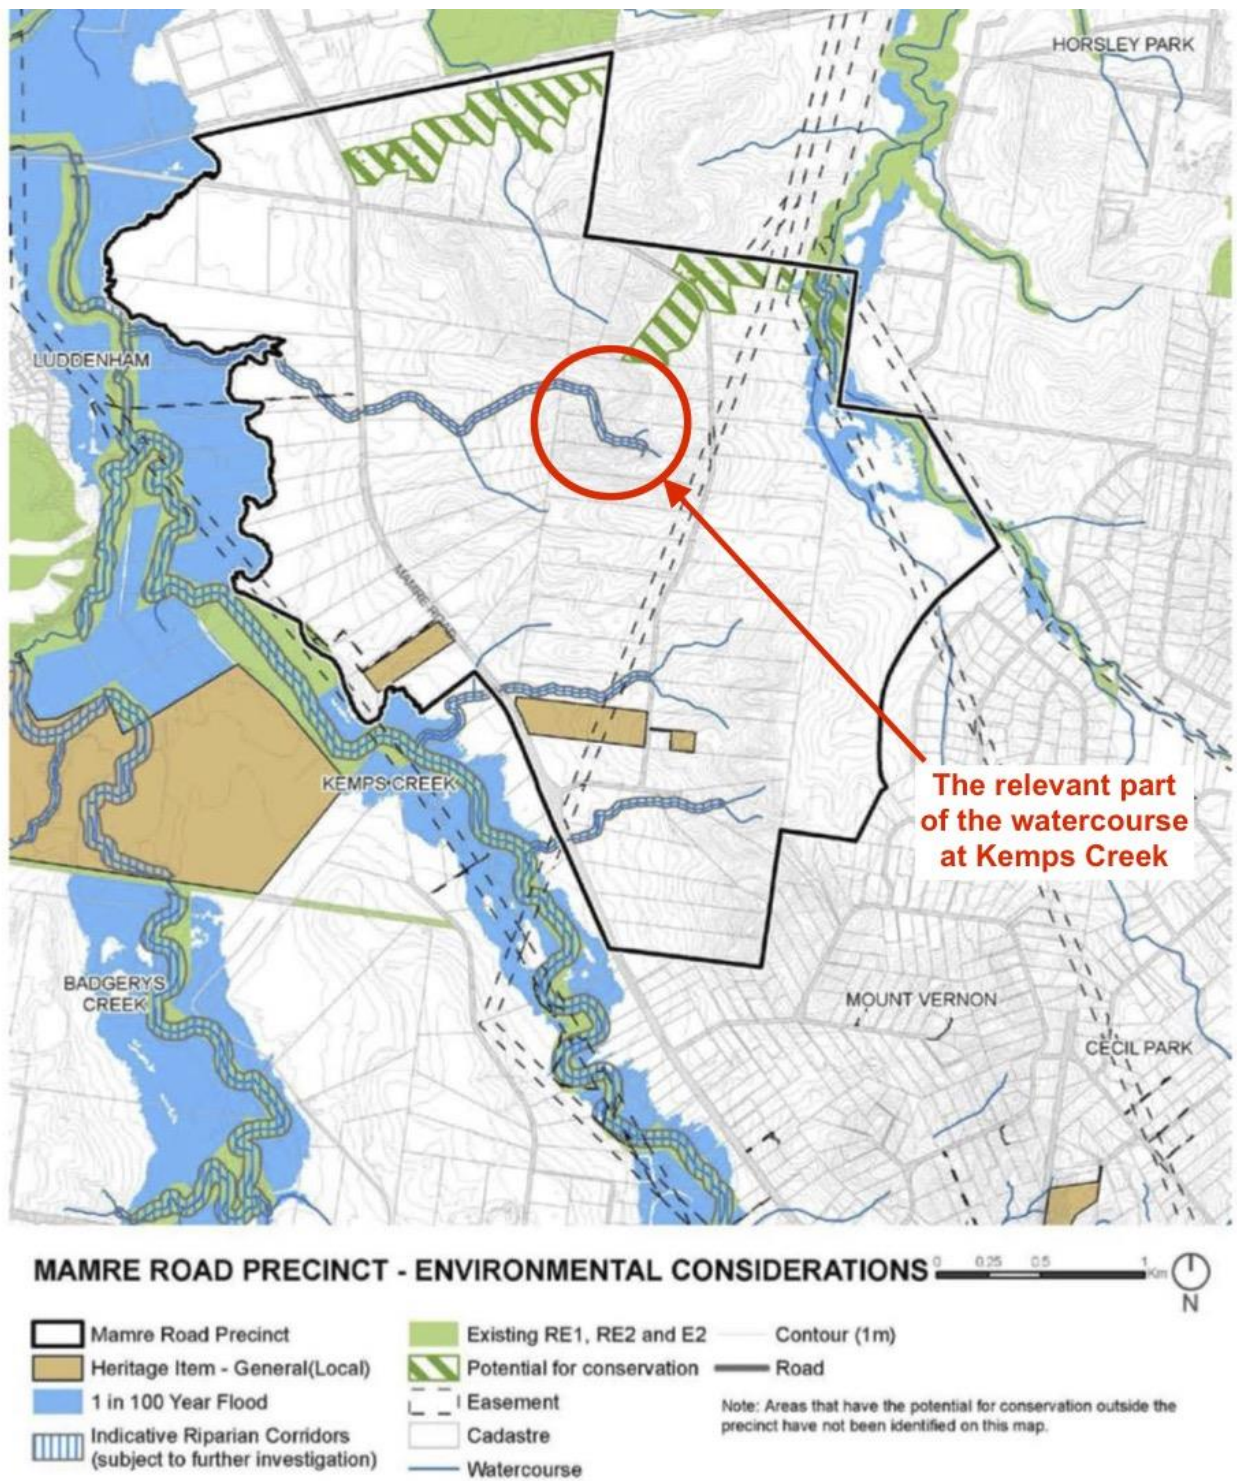 HORSLEY PARK
LUDDENHAM
MAMRE ROAD
KEMPS CREEK
The relevant part
of the watercourse
at Kemps Creek
BADGERYS
CREEK
MOUNT VERNON
CECIL PARK
MAMRE ROAD PRECINCT - ENVIRONMENTAL CONSIDERATIONS
0 0.25 0.5 1
Km
N
Mamre Road Precinct
Heritage Item - General(Local)
1 in 100 Year Flood
Indicative Riparian Corridors
(subject to further investigation)
Existing RE1, RE2 and E2
Potential for conservation
Easement
Cadastre
Watercourse
Contour (1m)
Road
Note: Areas that have the potential for conservation outside the
precinct have not been identified on this map.